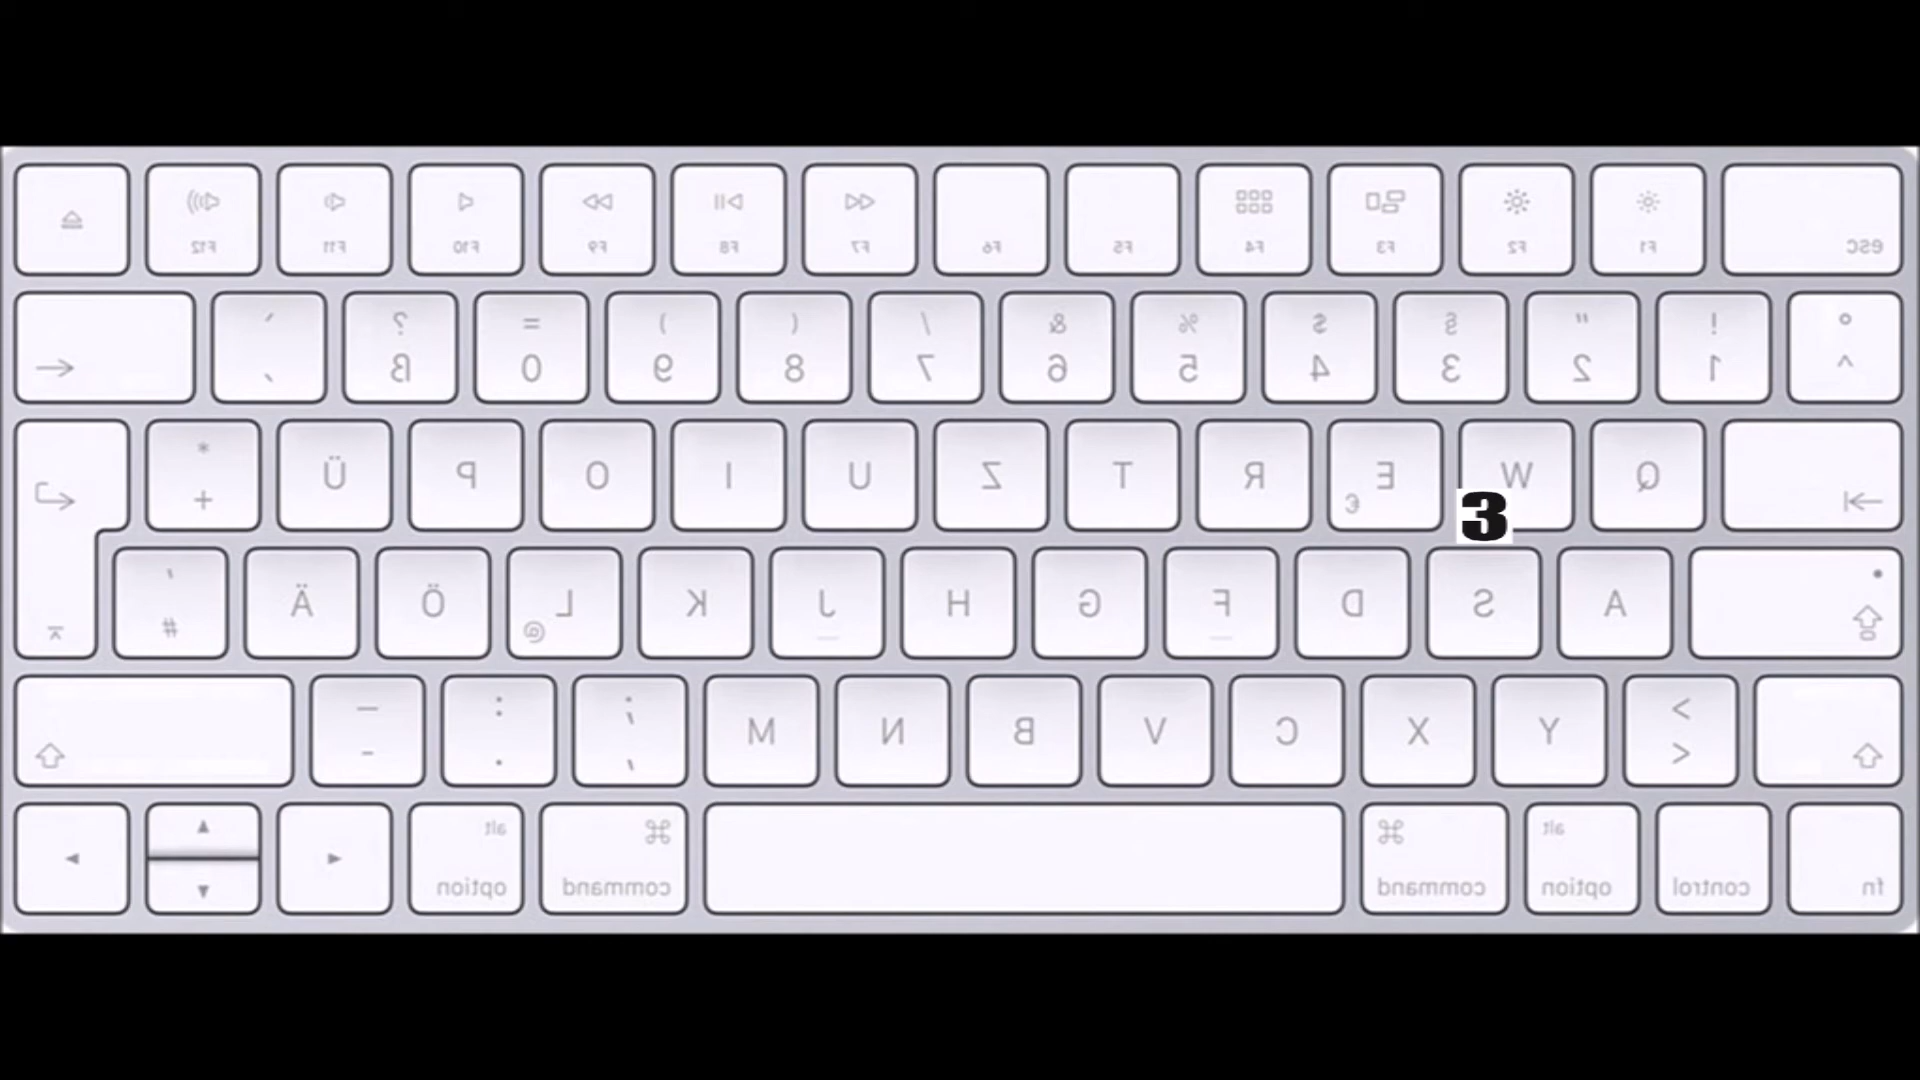 F12 F11 F10 F9 F8 F7 F6 F5 F4 F3 F2 F1 esc
` ´ ? ß = 0 ) 9 ( 8 / 7 & 6 % 5 $ 4 § 3 " 2 ! 1 ° ^
* + Ü P O I U Z T R E € W Q
3
' # Ä Ö L @ K J H G F D S A
_ - : . ; , M N B V C X Y > <
alt option ⌘ command ⌘ command alt option control fn